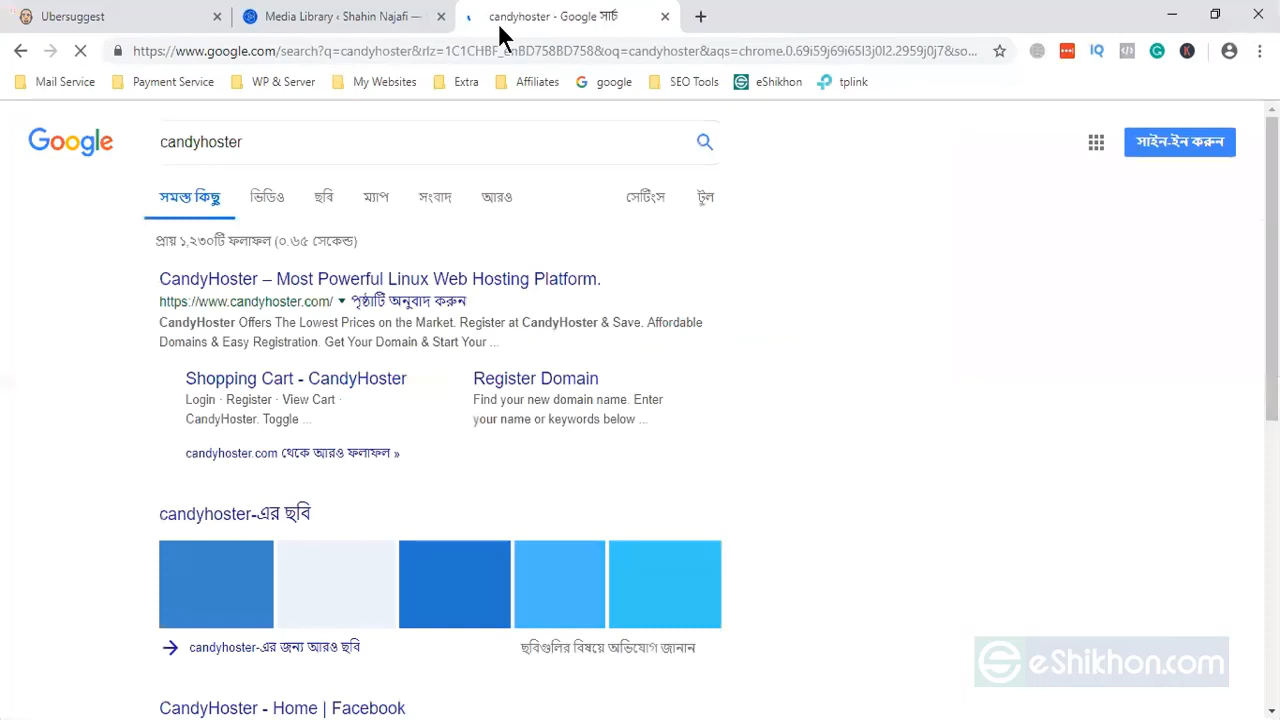 Ubersuggest
Media Library ‹ Shahin Najafi —
candyhoster - Google সার্চ
https://www.google.com/search?q=candyhoster&rlz=1C1CHBF_enBD758BD758&oq=candyhoster&aqs=chrome.0.69i59j69i65l3j0l2.2959j0j7&so...
Mail Service
Payment Service
WP & Server
My Websites
Extra
Affiliates
google
SEO Tools
eShikhon
tplink
Google
candyhoster
সাইন-ইন করুন
সমস্ত কিছু
ভিডিও
ছবি
ম্যাপ
সংবাদ
আরও
সেটিংস
টুল
প্রায় ১,২৩০টি ফলাফল (০.৬৫ সেকেন্ড)
CandyHoster – Most Powerful Linux Web Hosting Platform.
https://www.candyhoster.com/ ▼ পৃষ্ঠাটি অনুবাদ করুন
CandyHoster Offers The Lowest Prices on the Market. Register at CandyHoster & Save. Affordable
Domains & Easy Registration. Get Your Domain & Start Your ...
Shopping Cart - CandyHoster
Login · Register · View Cart ·
CandyHoster. Toggle ...
Register Domain
Find your new domain name. Enter
your name or keywords below ...
candyhoster.com থেকে আরও ফলাফল »
candyhoster-এর ছবি
candyhoster-এর জন্য আরও ছবি
ছবিগুলির বিষয়ে অভিযোগ জানান
CandyHoster - Home | Facebook
eShikhon.com